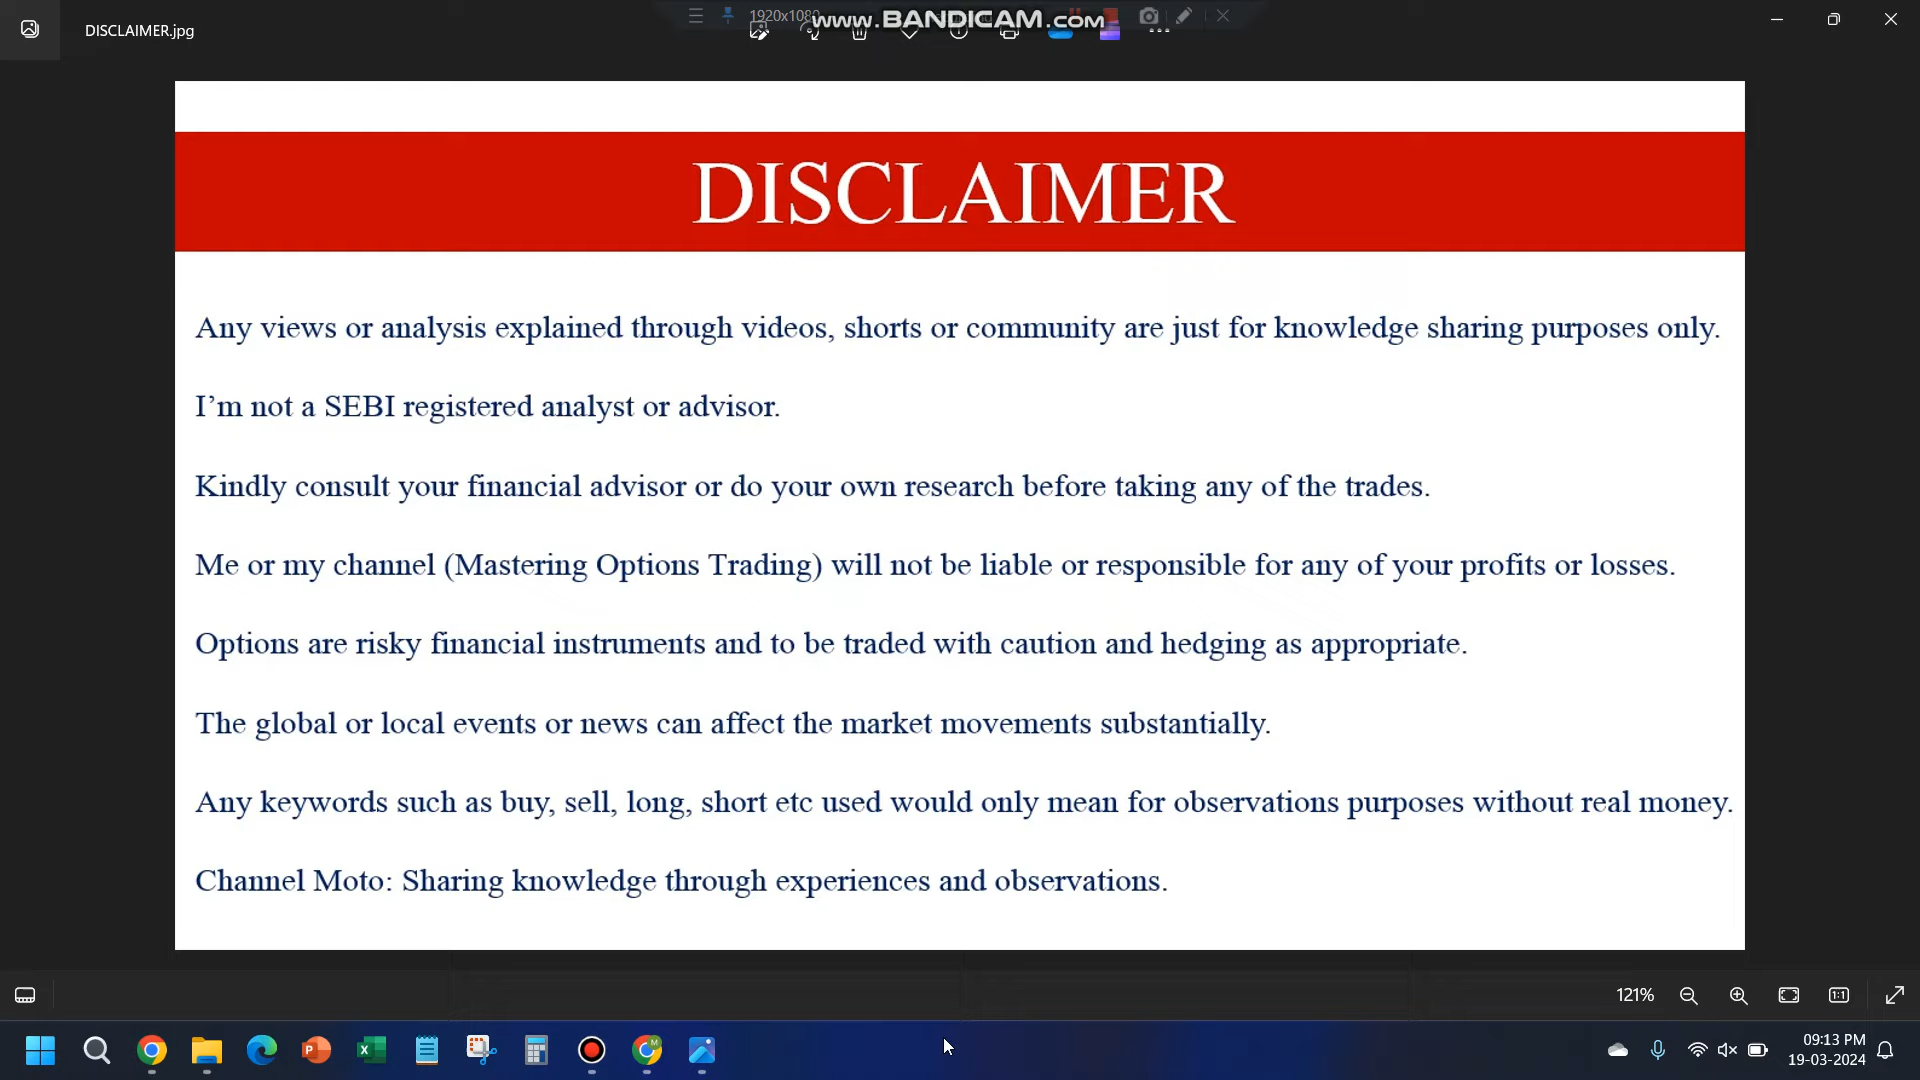 DISCLAIMER.jpg
1920x1080
www.BANDICAM.com
DISCLAIMER
Any views or analysis explained through videos, shorts or community are just for knowledge sharing purposes only.
I’m not a SEBI registered analyst or advisor.
Kindly consult your financial advisor or do your own research before taking any of the trades.
Me or my channel (Mastering Options Trading) will not be liable or responsible for any of your profits or losses.
Options are risky financial instruments and to be traded with caution and hedging as appropriate.
The global or local events or news can affect the market movements substantially.
Any keywords such as buy, sell, long, short etc used would only mean for observations purposes without real money.
Channel Moto: Sharing knowledge through experiences and observations.
121%
1:1
09:13 PM
19-03-2024